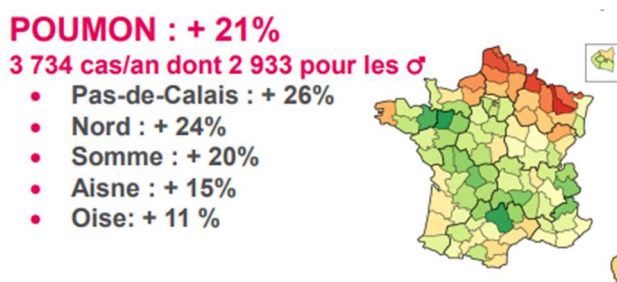 POUMON : + 21%
3 734 cas/an dont 2 933 pour les ♂
• Pas-de-Calais : + 26%
• Nord : + 24%
• Somme : + 20%
• Aisne : + 15%
• Oise: + 11 %